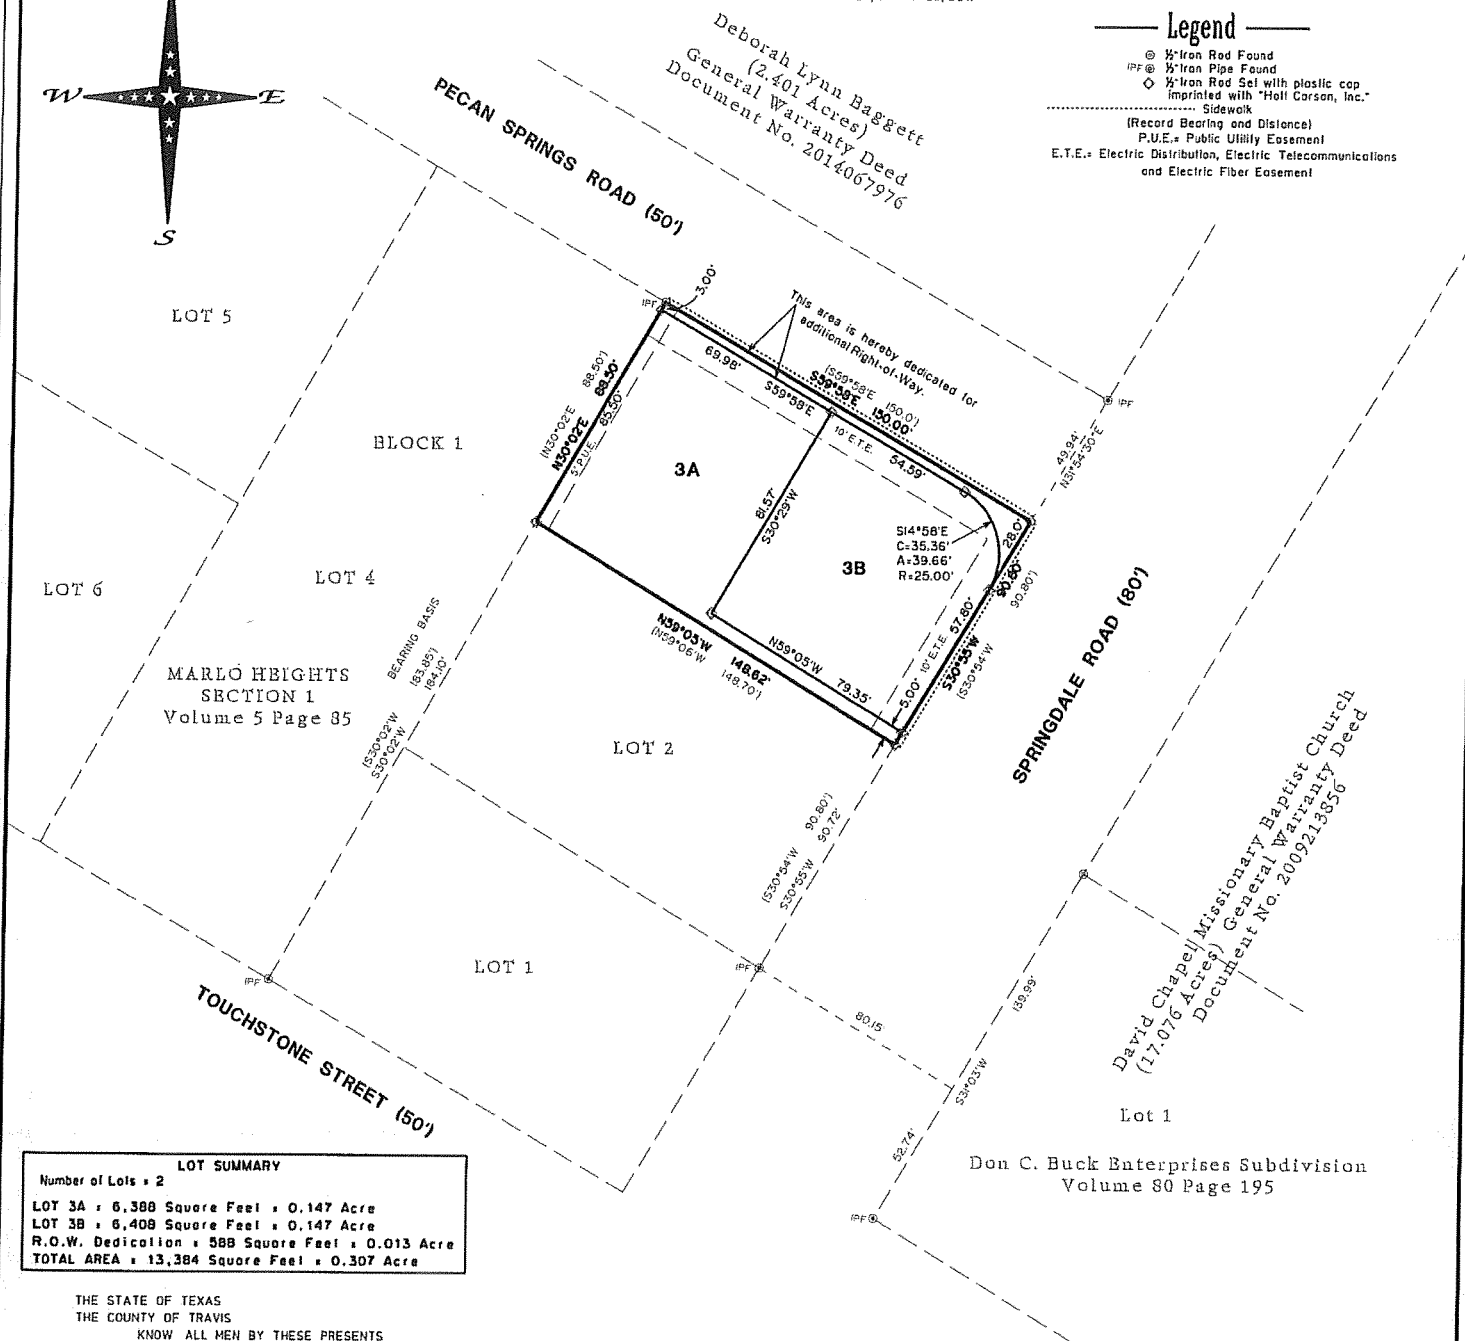 Legend
½" Iron Rod Found
IPF ½" Iron Pipe Found
½" Iron Rod Set with plastic cap
imprinted with "Holt Carson, Inc."
Sidewalk
(Record Bearing and Distance)
P.U.E.= Public Utility Easement
E.T.E.= Electric Distribution, Electric Telecommunications
and Electric Fiber Easement
W
E
S
Deborah Lynn Baggett
(2.401 Acres)
General Warranty Deed
Document No. 2014067976
PECAN SPRINGS ROAD (50')
LOT 5
IPF
3.00'
This area is hereby dedicated for
additional Right-of-Way.
(S59°58'E 150.0')
S59°58'E 150.00'
69.98'
S59°58'E
10' E.T.E.
54.59'
IPF
49.94'
N31°54'30"E
(N30°02'E 88.50')
N30°02'E 88.50'
5' P.U.E. 85.50'
BLOCK 1
3A
81.57'
S30°29'W
S14°58'E
C=35.36'
A=39.66'
R=25.00'
28.01'
3B
90.80'
90.80')
57.80'
10' E.T.E.
S30°55'W
(S30°54'W
5.00'
LOT 6
LOT 4
N59°05'W 148.62'
(N59°06'W 148.70')
N59°05'W 79.35'
BEARING BASIS
183.85')
184.10'
(S30°02'W
S30°02'W
MARLO HEIGHTS
SECTION 1
Volume 5 Page 85
LOT 2
SPRINGDALE ROAD (80')
(S30°54'W 90.80')
S30°55'W 90.72'
David Chapel Missionary Baptist Church
(17.076 Acres) General Warranty Deed
Document No. 2009213856
LOT 1
IPF
IPF
TOUCHSTONE STREET (50')
80.15'
139.99'
S31°03'W
52.74'
IPF
Lot 1
Don C. Buck Enterprises Subdivision
Volume 80 Page 195
LOT SUMMARY
Number of Lots = 2
LOT 3A = 6,388 Square Feet = 0.147 Acre
LOT 3B = 6,408 Square Feet = 0.147 Acre
R.O.W. Dedication = 588 Square Feet = 0.013 Acre
TOTAL AREA = 13,384 Square Feet = 0.307 Acre
THE STATE OF TEXAS
THE COUNTY OF TRAVIS
KNOW ALL MEN BY THESE PRESENTS